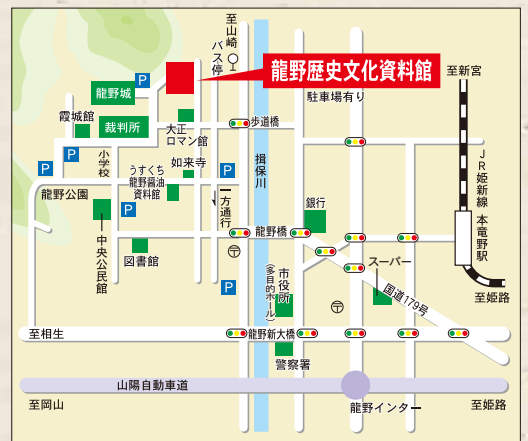 至山崎
バス停
龍野歴史文化資料館
駐車場有り
至新宮
P
龍野城
霞城館
裁判所
大正
ロマン館
歩道橋
P
P
小学校
如来寺
うすくち
龍野醤油
資料館
P
揖保川
JR姫新線
本竜野駅
龍野公園
P
一方通行
銀行
中央公民館
図書館
龍野橋
〒
P
市役所
(多目的ホール)
スーパー
〒
国道179号
至姫路
至相生
龍野新大橋
警察署
山陽自動車道
至岡山
龍野インター
至姫路